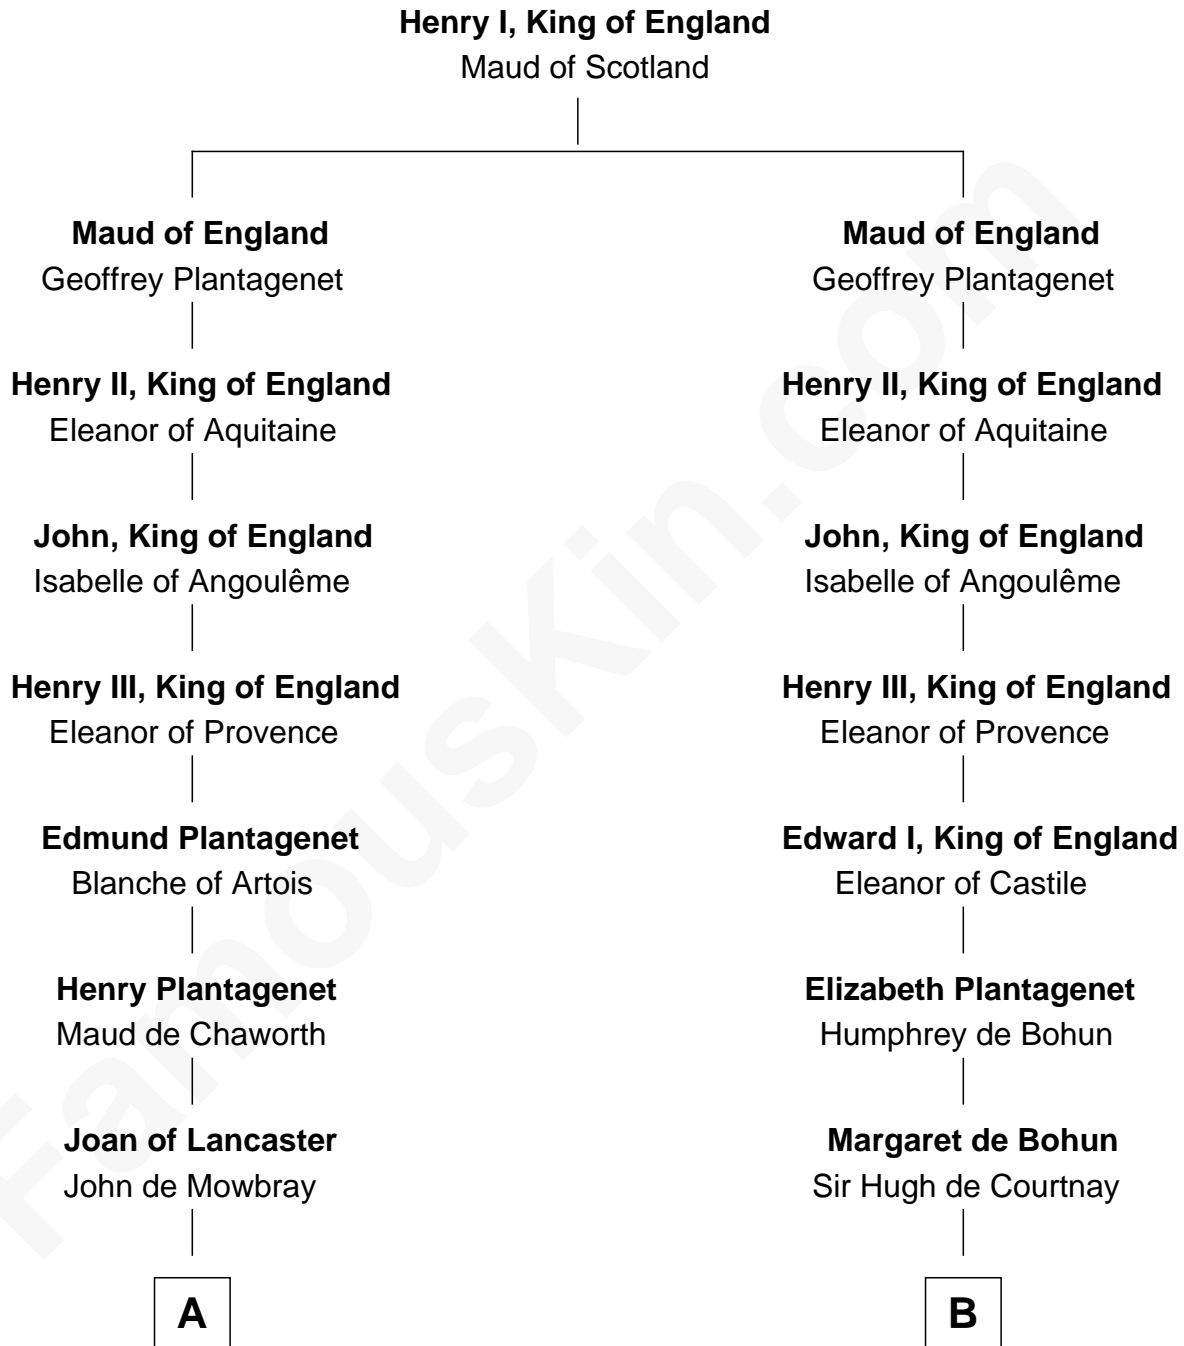 Henry I, King of England
Maud of Scotland
Maud of England
Geoffrey Plantagenet
Henry II, King of England
Eleanor of Aquitaine
John, King of England
Isabelle of Angoulême
Henry III, King of England
Eleanor of Provence
Edmund Plantagenet
Blanche of Artois
Henry Plantagenet
Maud de Chaworth
Joan of Lancaster
John de Mowbray
A
Maud of England
Geoffrey Plantagenet
Henry II, King of England
Eleanor of Aquitaine
John, King of England
Isabelle of Angoulême
Henry III, King of England
Eleanor of Provence
Edward I, King of England
Eleanor of Castile
Elizabeth Plantagenet
Humphrey de Bohun
Margaret de Bohun
Sir Hugh de Courtnay
B
FamousKin.com